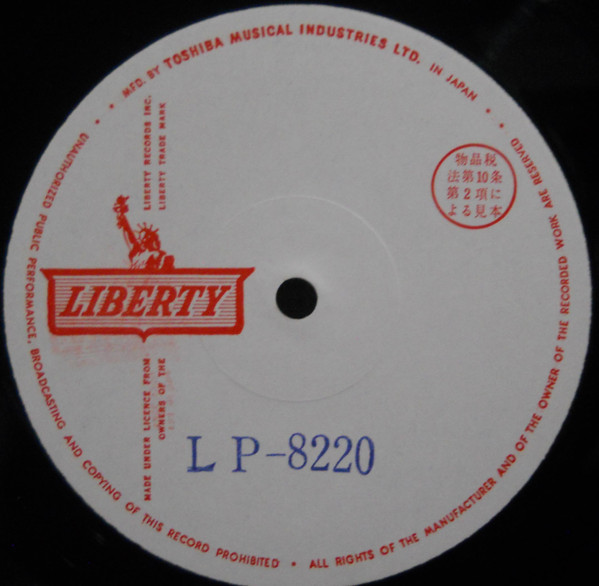 MFD. BY TOSHIBA MUSICAL INDUSTRIES LTD. IN JAPAN
UNAUTHORIZED PUBLIC PERFORMANCE, BROADCASTING AND COPYING OF THIS RECORD PROHIBITED • ALL RIGHTS OF THE MANUFACTURER AND OF THE OWNER OF THE RECORDED WORK ARE RESERVED
LIBERTY RECORDS INC.
LIBERTY TRADE MARK
物品税
法第10条
第2項に
よる見本
LIBERTY
MADE UNDER LICENCE FROM
OWNERS OF THE
LP-8220